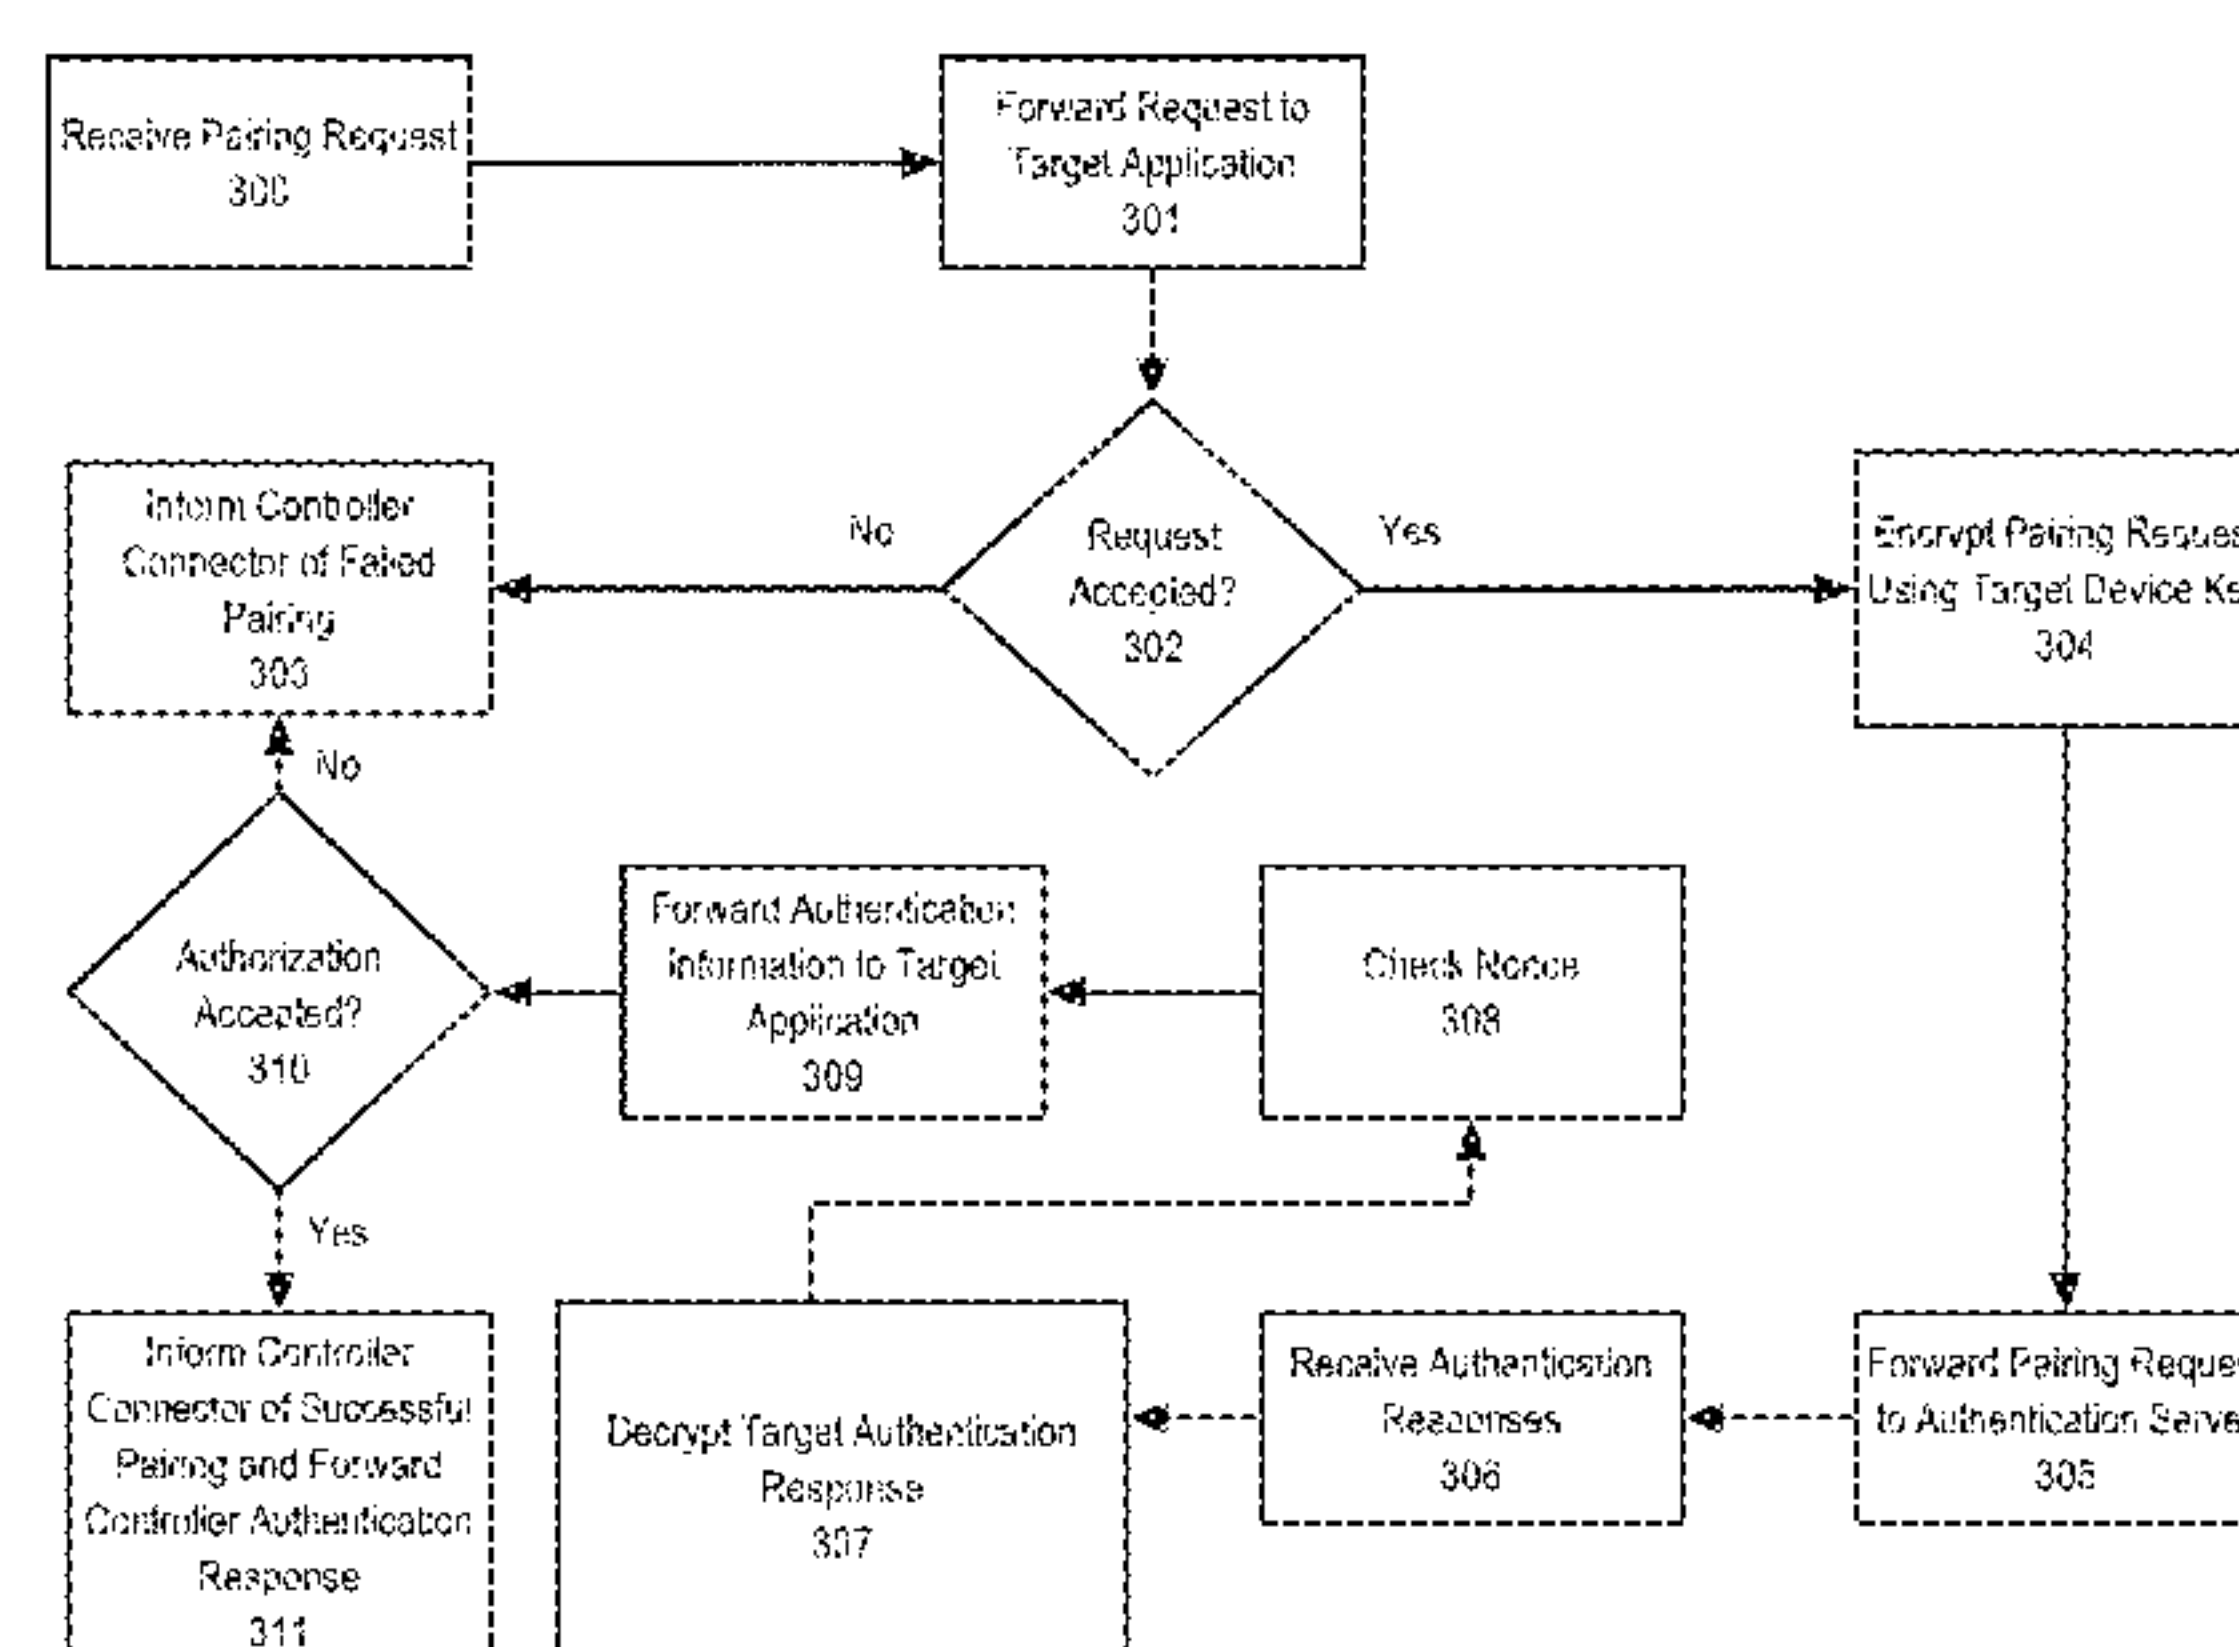 Receive Pairing Request
300
Forward Request to
Target Application
301
Inform Controller
Connector of Failed
Pairing
303
No
Request
Accepted?
302
Yes
Encrypt Pairing Reques
Using Target Device Ke
304
No
Authorization
Accepted?
310
Forward Authentication
Information to Target
Application
309
Check Nonce
308
Yes
Inform Controller
Connector of Successful
Pairing and Forward
Controller Authentication
Response
311
Decrypt Target Authentication
Response
307
Receive Authentication
Responses
306
Forward Pairing Reque
to Authentication Serve
305